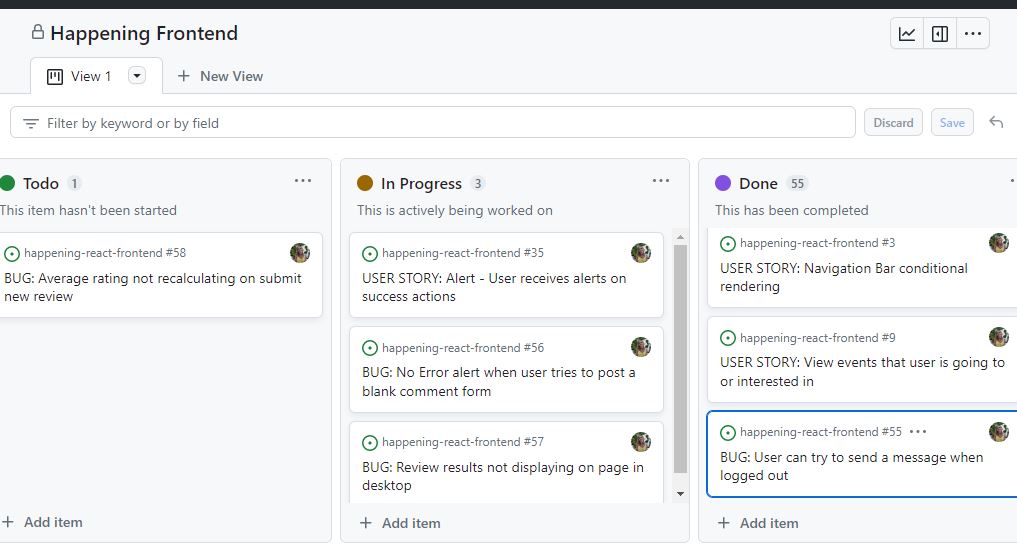 Happening Frontend
View 1
New View
Filter by keyword or by field
Discard
Save
Todo 1
This item hasn't been started
happening-react-frontend #58
BUG: Average rating not recalculating on submit
new review
Add item
In Progress 3
This is actively being worked on
happening-react-frontend #35
USER STORY: Alert - User receives alerts on
success actions
happening-react-frontend #56
BUG: No Error alert when user tries to post a
blank comment form
happening-react-frontend #57
BUG: Review results not displaying on page in
desktop
Add item
Done 55
This has been completed
happening-react-frontend #3
USER STORY: Navigation Bar conditional
rendering
happening-react-frontend #9
USER STORY: View events that user is going to
or interested in
happening-react-frontend #55
BUG: User can try to send a message when
logged out
Add item